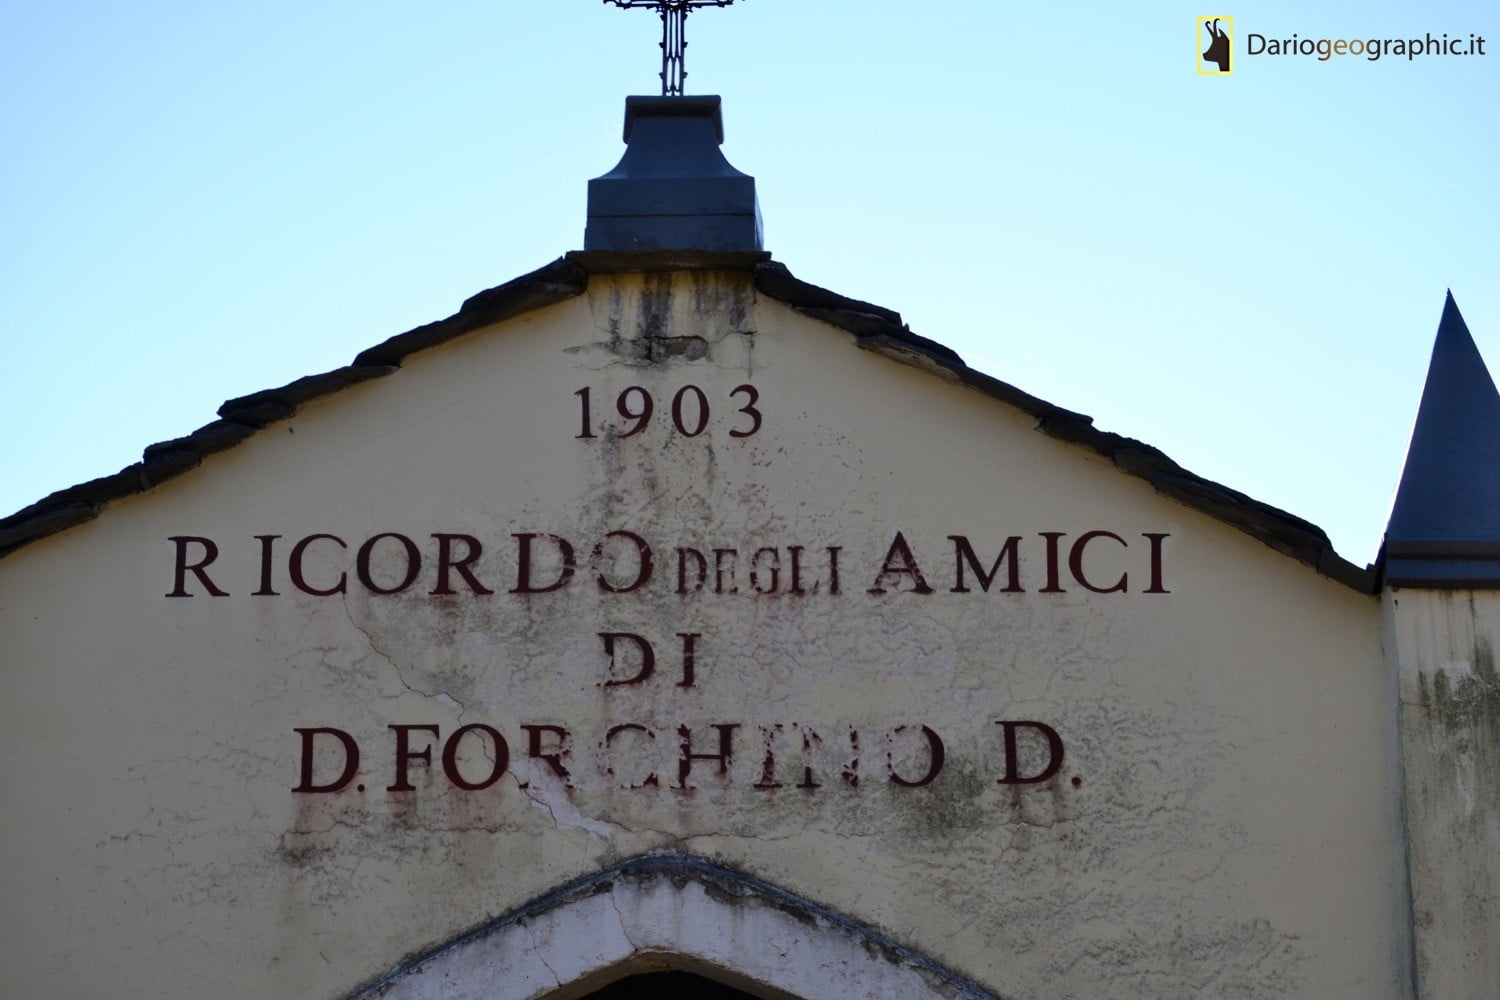 Dariogeographic.it
1903
RICORDO DEGLI AMICI
DI
D. FORCHINO D.